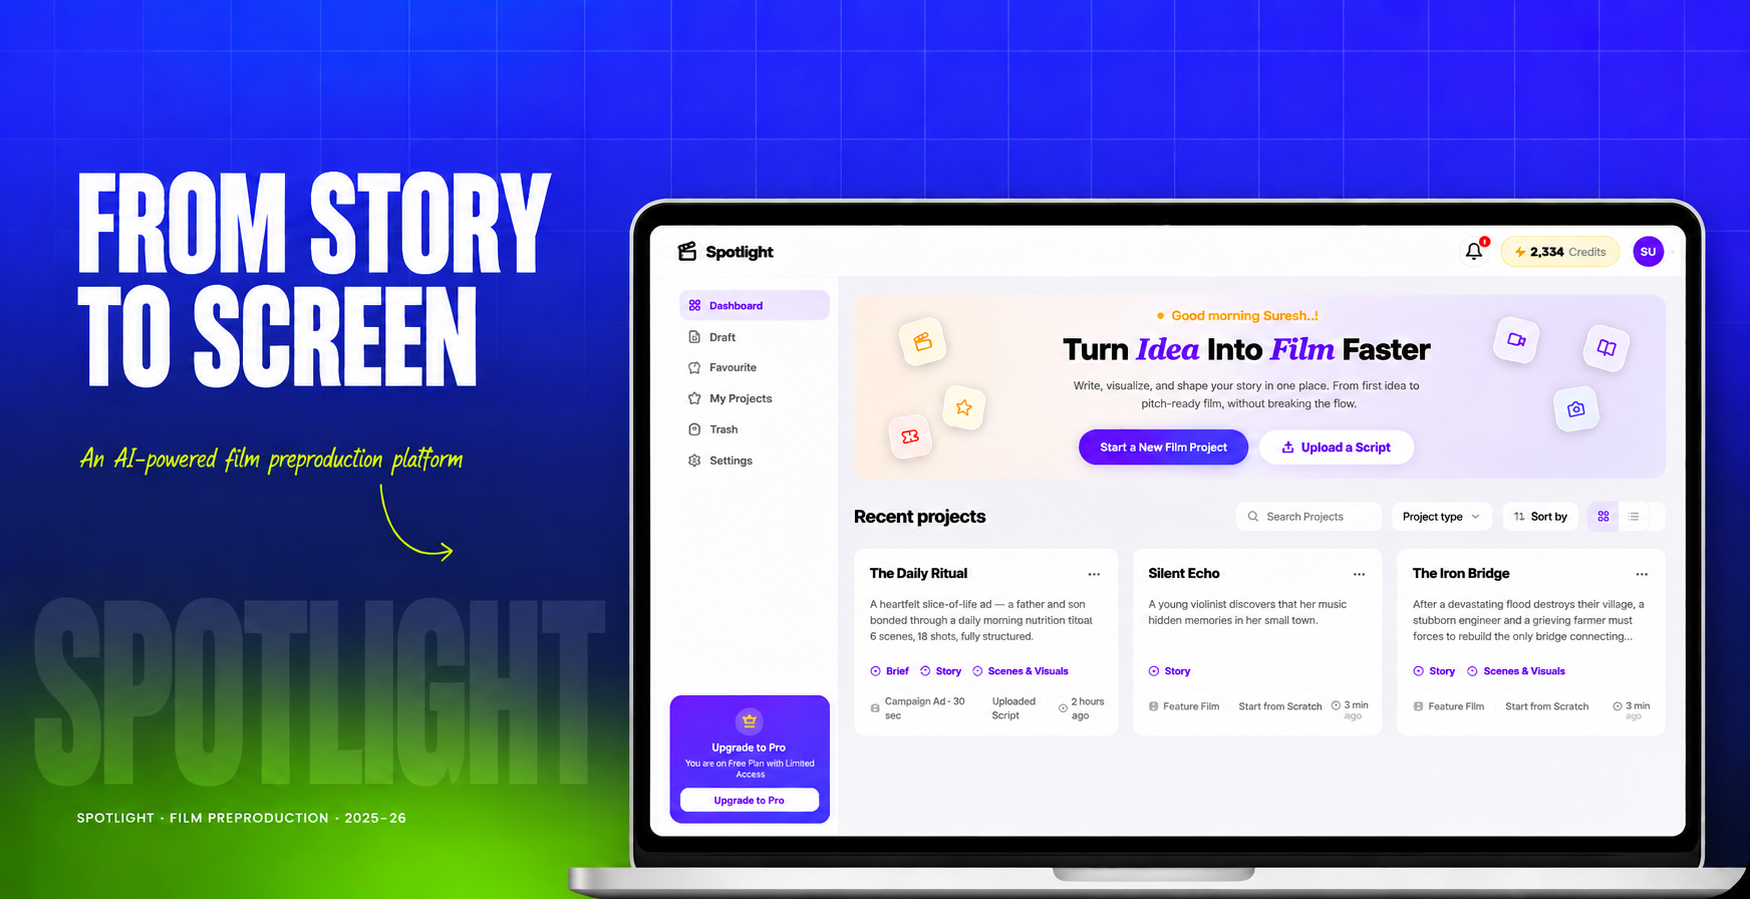 FROM STORY
TO SCREEN
An AI-powered film preproduction platform
SPOTLIGHT
SPOTLIGHT · FILM PREPRODUCTION · 2025-26
Spotlight
2,334 Credits
SU
Dashboard
Draft
Favourite
My Projects
Trash
Settings
Upgrade to Pro
You are on Free Plan with Limited
Access
Upgrade to Pro
Good morning Suresh..!
Turn Idea Into Film Faster
Write, visualize, and shape your story in one place. From first idea to
pitch-ready film, without breaking the flow.
Start a New Film Project
Upload a Script
Recent projects
Search Projects
Project type
Sort by
The Daily Ritual
A heartfelt slice-of-life ad — a father and son
bonded through a daily morning nutrition titoat
6 scenes, 18 shots, fully structured.
Brief Story Scenes & Visuals
Campaign Ad - 30
sec
Uploaded
Script
2 hours
ago
Silent Echo
A young violinist discovers that her music
hidden memories in her small town.
Story
Feature Film
Start from Scratch
3 min
ago
The Iron Bridge
After a devastating flood destroys their village, a
stubborn engineer and a grieving farmer must
forces to rebuild the only bridge connecting...
Story Scenes & Visuals
Feature Film
Start from Scratch
3 min
ago